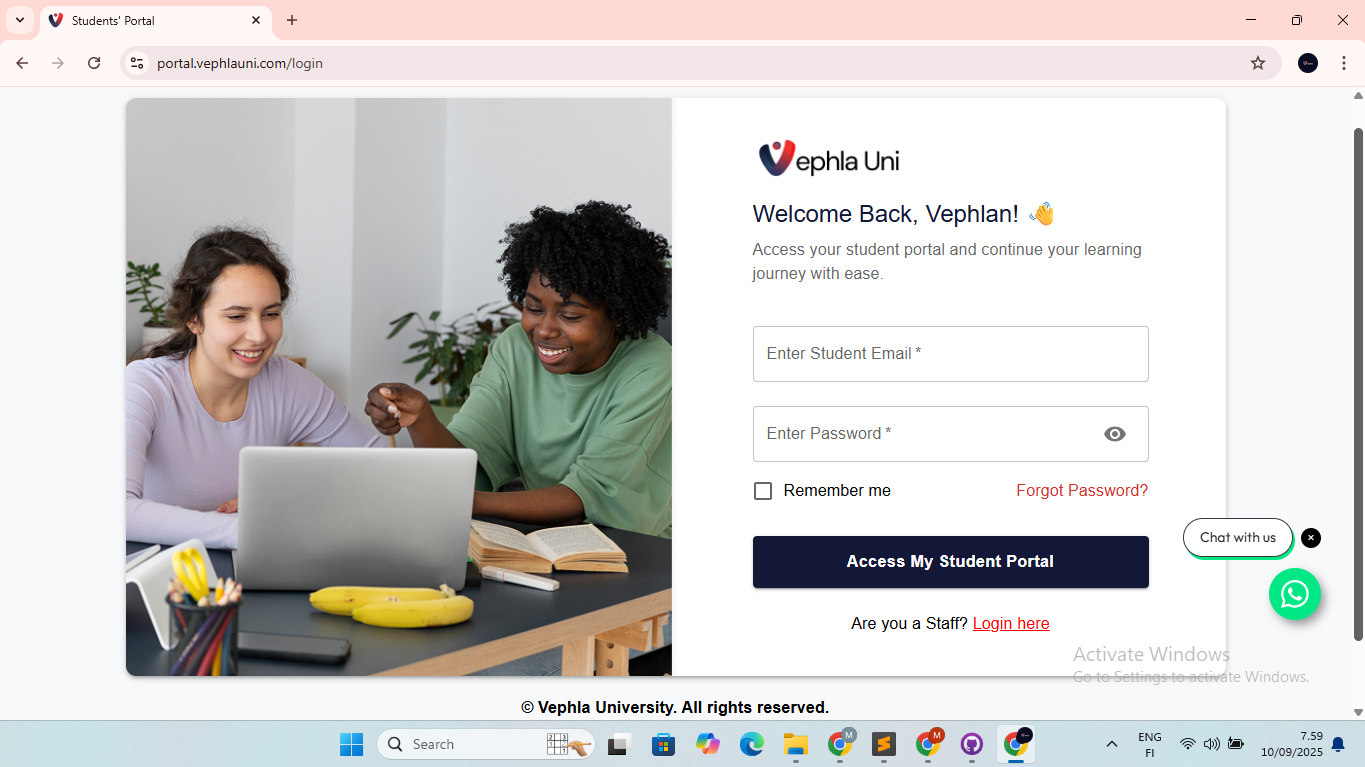 Students' Portal
portal.vephlauni.com/login
Vephla Uni
Welcome Back, Vephlan! 👋
Access your student portal and continue your learning
journey with ease.
Enter Student Email *
Enter Password *
Remember me
Forgot Password?
Chat with us
Access My Student Portal
Are you a Staff? Login here
Activate Windows
Go to Settings to activate Windows.
© Vephla University. All rights reserved.
Search
M
M
ENG
FI
7.59
10/09/2025